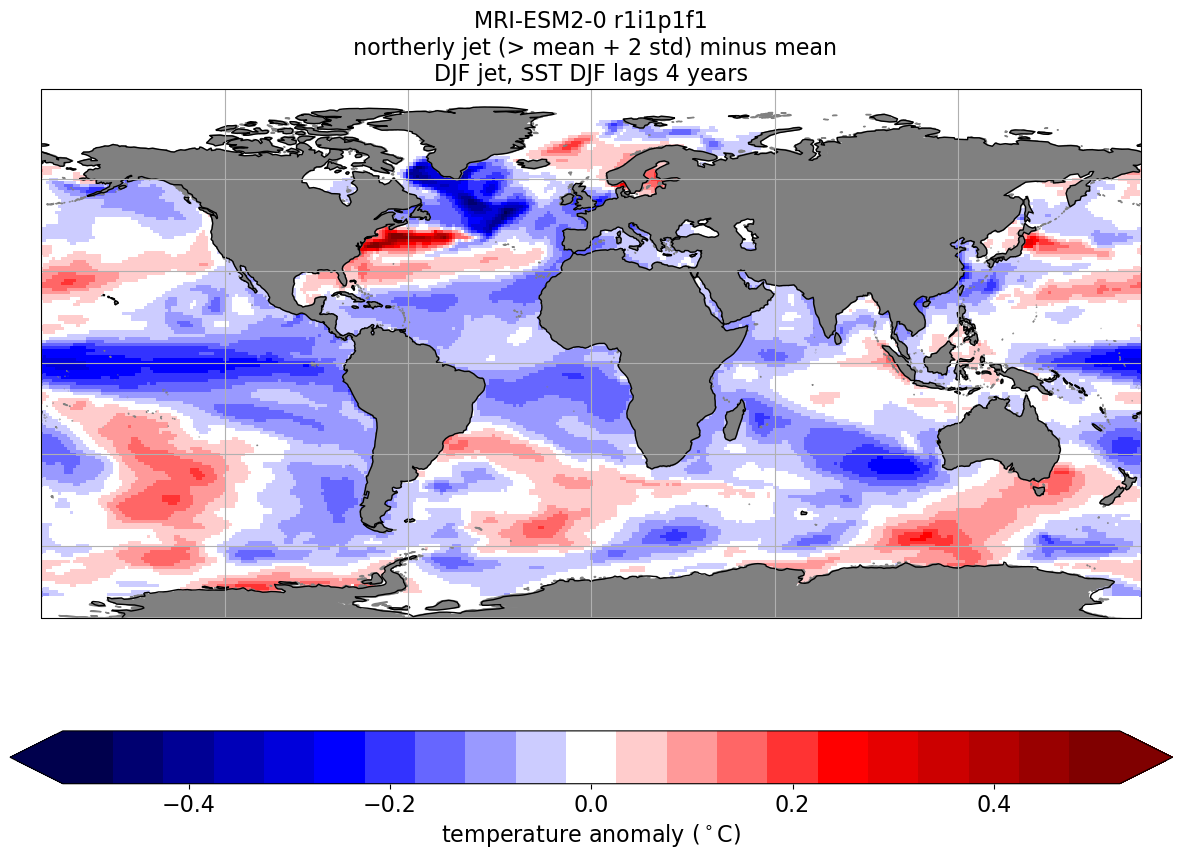 MRI-ESM2-0 r1i1p1f1
northerly jet (> mean + 2 std) minus mean
DJF jet, SST DJF lags 4 years
−0.4 −0.2 0.0 0.2 0.4
temperature anomaly (°C)